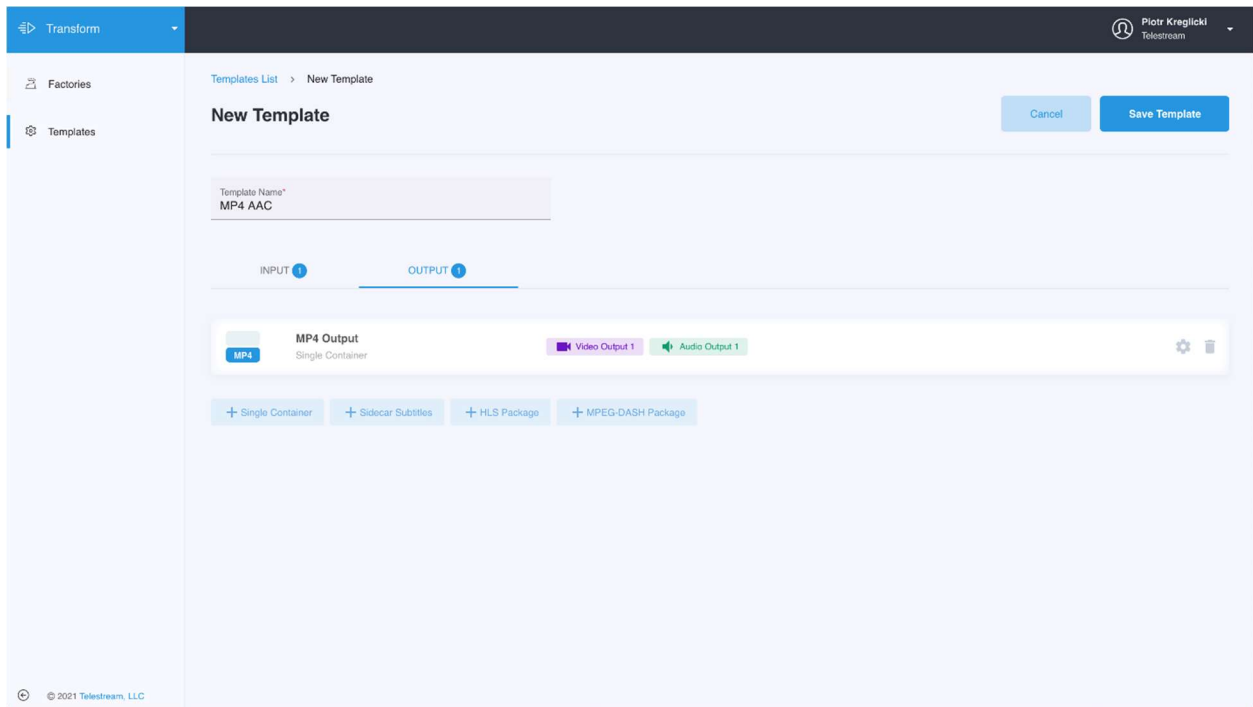 Transform
Piotr Kreglicki
Telestream
Factories
Templates
Templates List > New Template
New Template
Cancel
Save Template
Template Name*
MP4 AAC
INPUT 1
OUTPUT 1
MP4
MP4 Output
Single Container
Video Output 1
Audio Output 1
+ Single Container
+ Sidecar Subtitles
+ HLS Package
+ MPEG-DASH Package
© 2021 Telestream, LLC